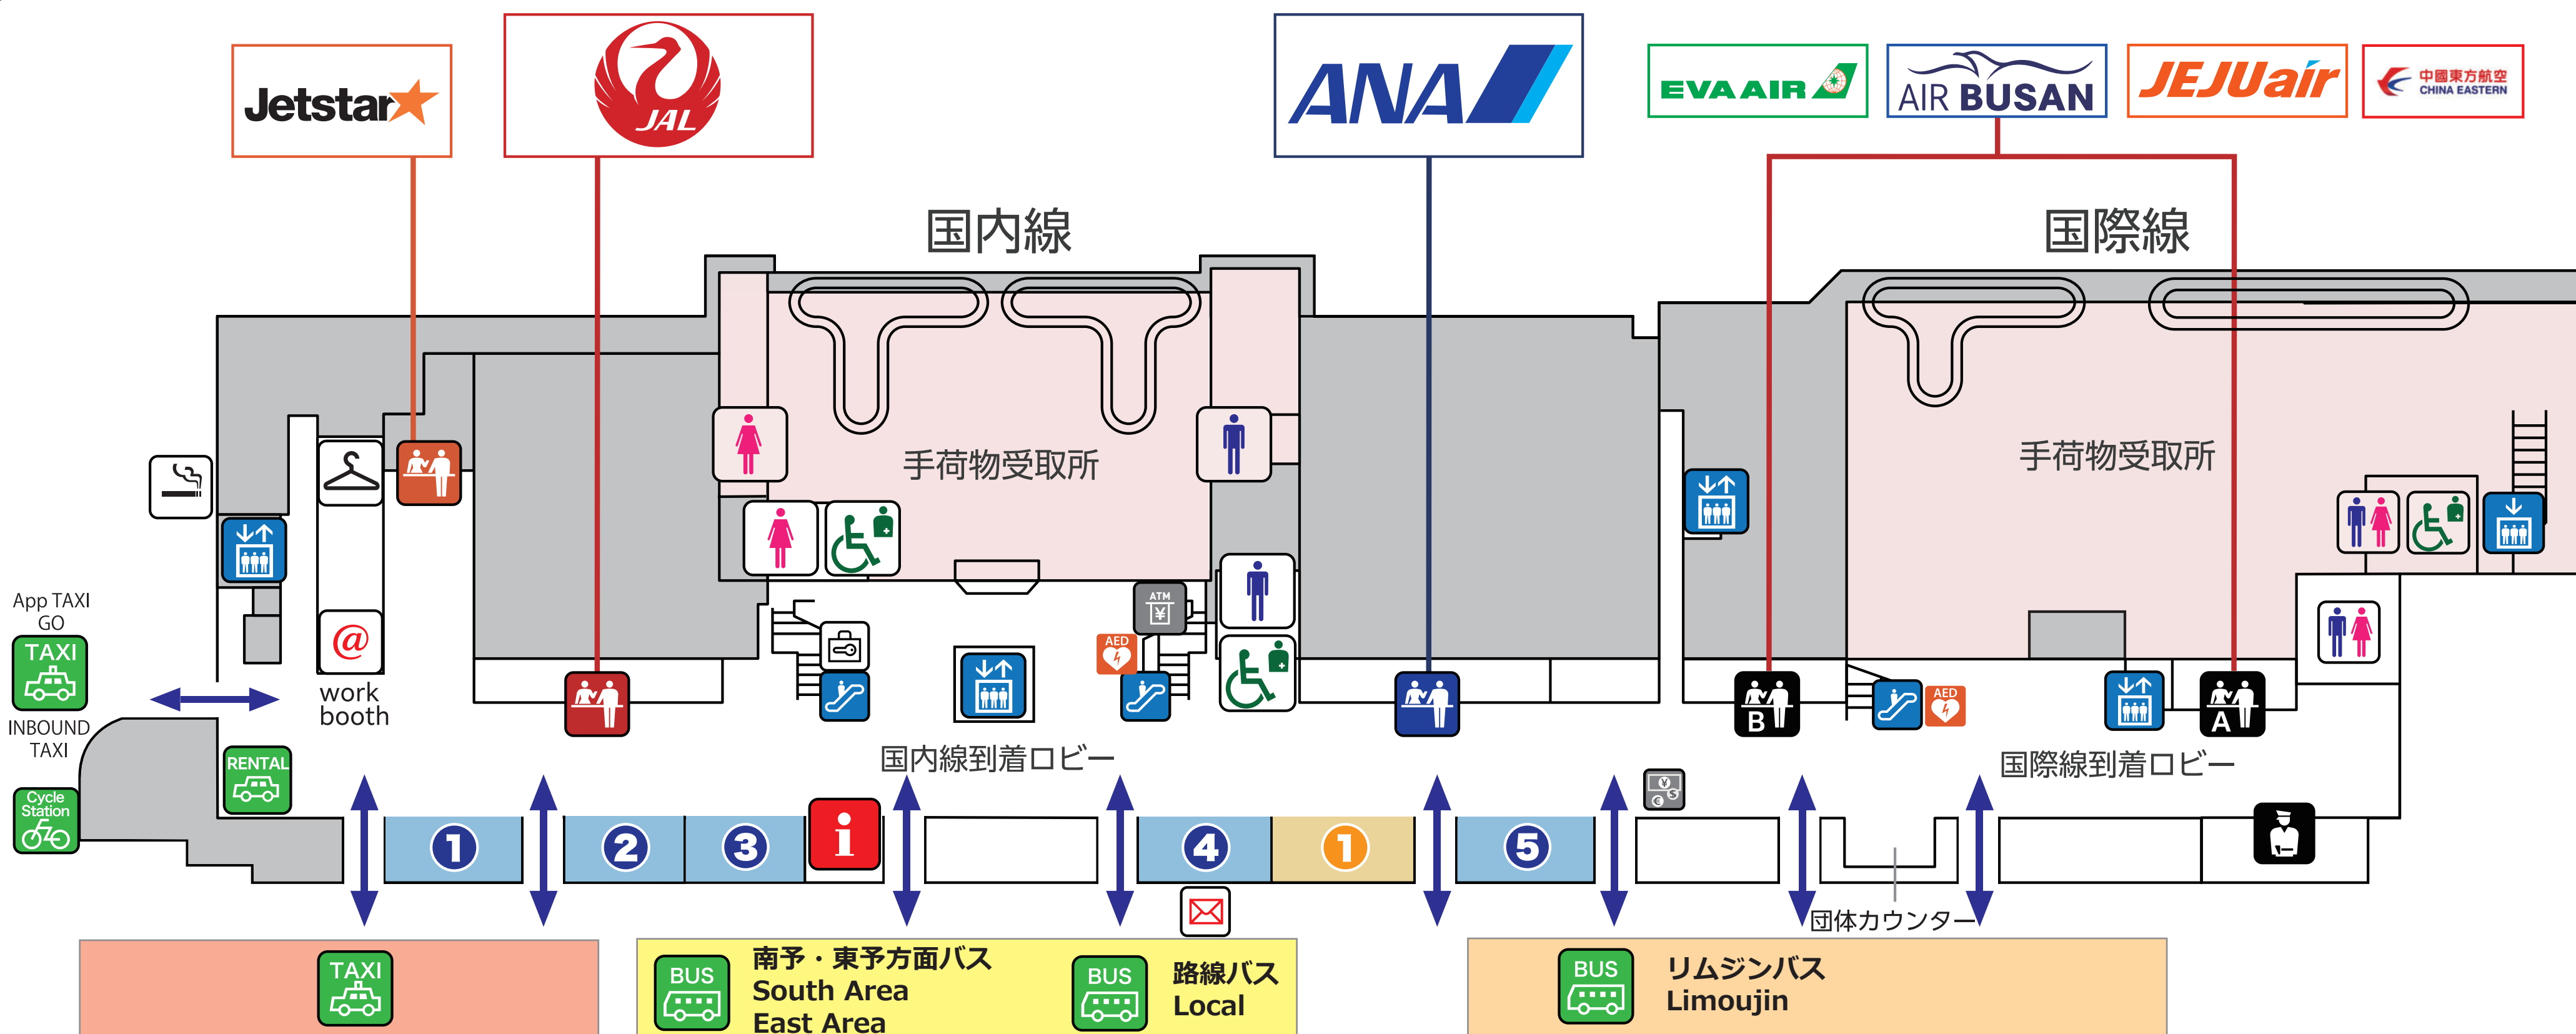 Jetstar
JAL
ANA
EVA AIR
AIR BUSAN
JEJUair
中國東方航空
CHINA EASTERN
国内線
国際線
手荷物受取所
手荷物受取所
ATM
¥
AED
App TAXI
GO
TAXI
@
work
booth
INBOUND
TAXI
B
AED
A
RENTAL
国内線到着ロビー
国際線到着ロビー
Cycle
Station
¥
$
€
1
2
3
i
4
1
5
団体カウンター
TAXI
BUS
南予・東予方面バス
South Area
East Area
BUS
路線バス
Local
BUS
リムジンバス
Limoujin